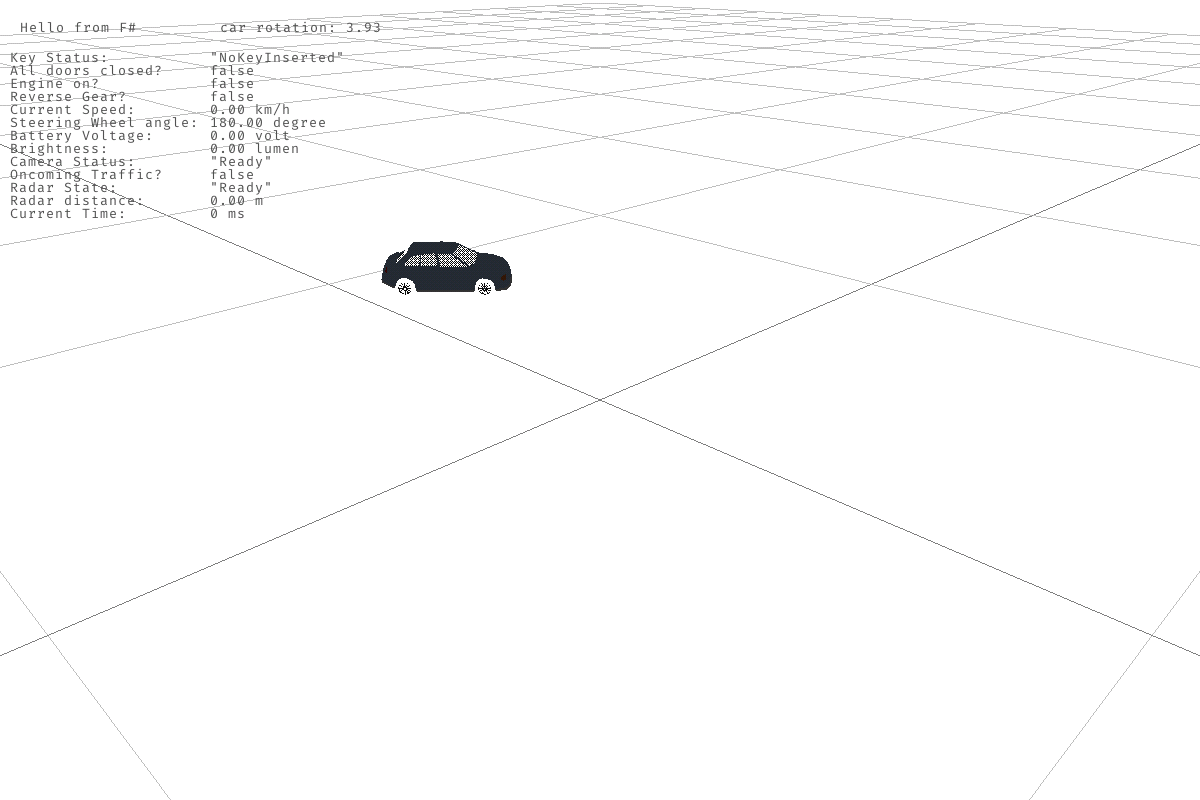 Hello from F# car rotation: 3.93
Key Status: "NoKeyInserted"
All doors closed? false
Engine on? false
Reverse Gear? false
Current Speed: 0.00 km/h
Steering Wheel angle: 180.00 degree
Battery Voltage: 0.00 volt
Brightness: 0.00 lumen
Camera Status: "Ready"
Oncoming Traffic? false
Radar State: "Ready"
Radar distance: 0.00 m
Current Time: 0 ms